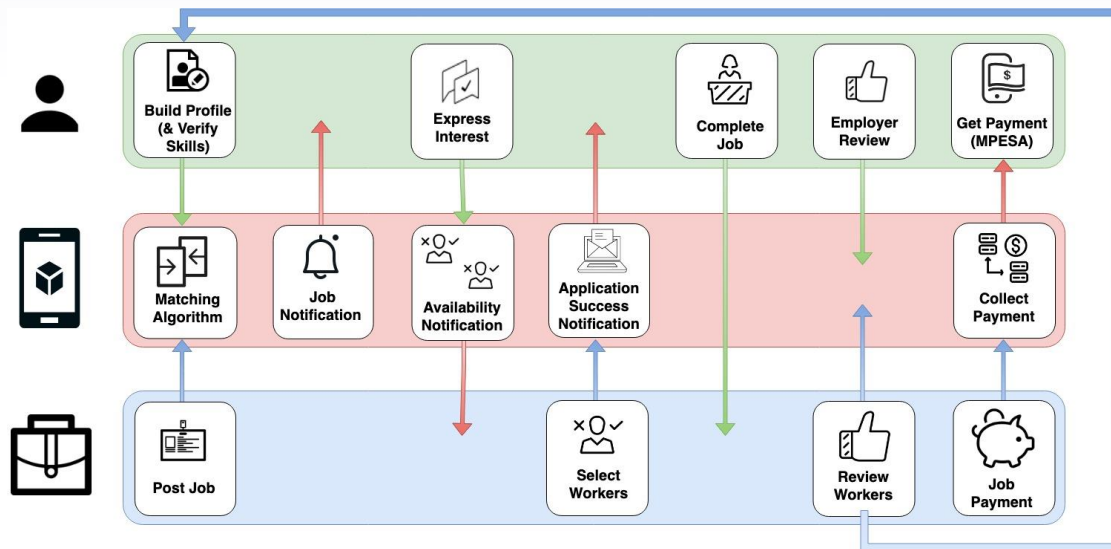 Build Profile
(& Verify
Skills)
Express
Interest
Complete
Job
Employer
Review
$
Get Payment
(MPESA)
Matching
Algorithm
Job
Notification
Availability
Notification
Application
Success
Notification
$
Collect
Payment
Post Job
Select
Workers
Review
Workers
Job
Payment